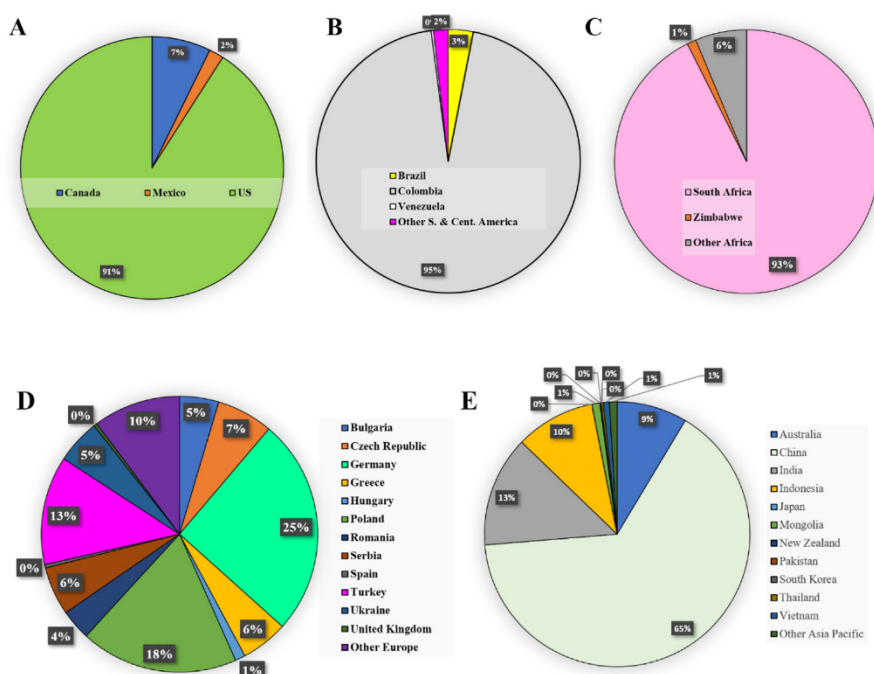 A
7%
2%
Canada Mexico US
91%
B
0% 2%
3%
Brazil
Colombia
Venezuela
Other S. & Cent. America
95%
C
1%
6%
South Africa
Zimbabwe
Other Africa
93%
D
0%
10%
5%
7%
5%
13%
25%
0%
6%
4%
18%
1%
6%
Bulgaria
Czech Republic
Germany
Greece
Hungary
Poland
Romania
Serbia
Spain
Turkey
Ukraine
United Kingdom
Other Europe
E
0%
0%
0%
1%
1%
1%
0%
0%
10%
9%
13%
65%
Australia
China
India
Indonesia
Japan
Mongolia
New Zealand
Pakistan
South Korea
Thailand
Vietnam
Other Asia Pacific